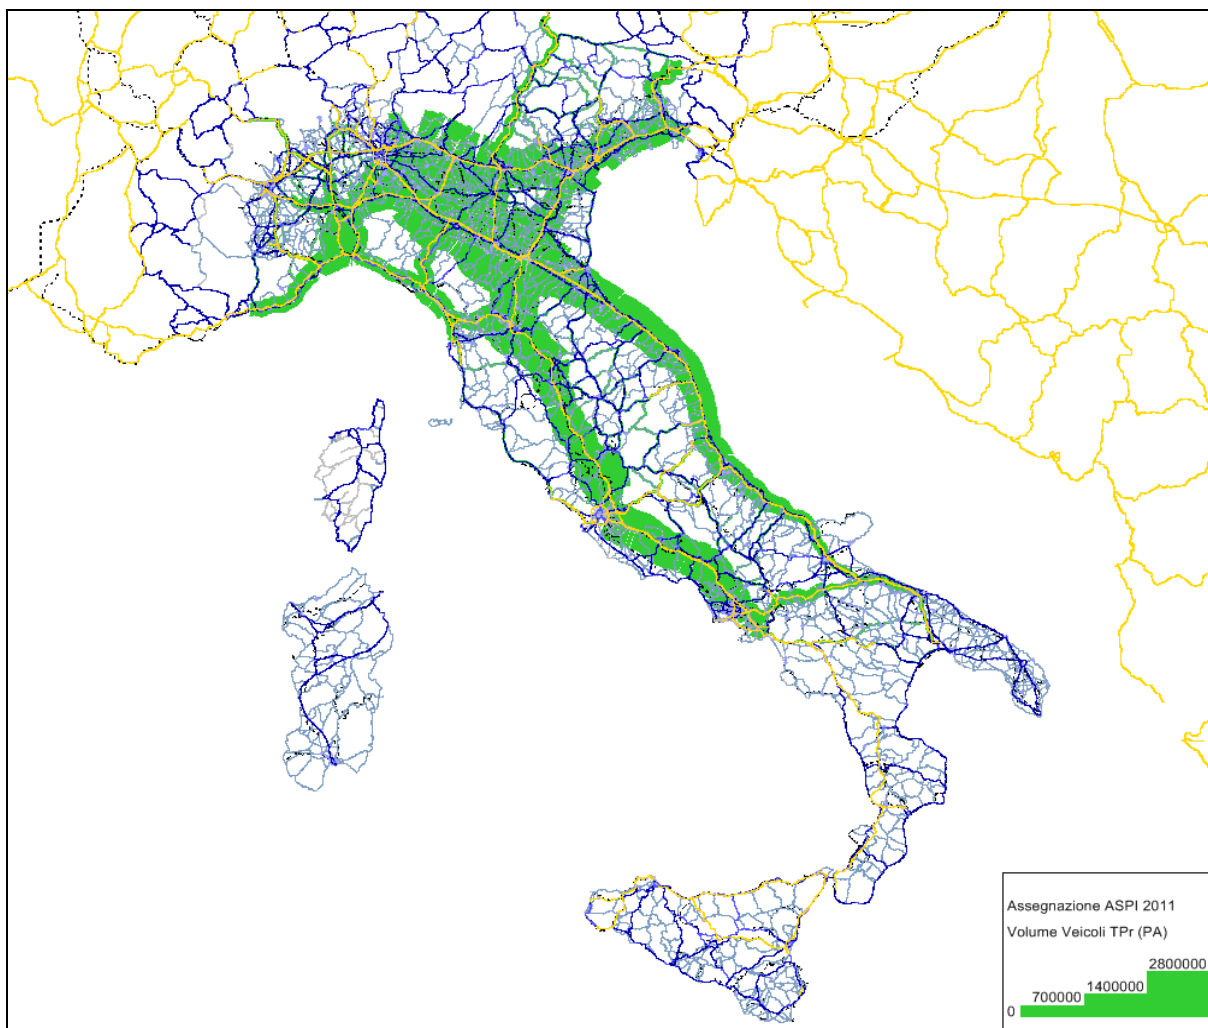 Assegnazione ASPI 2011
Volume Veicoli TPr (PA)
2800000
1400000
700000
0